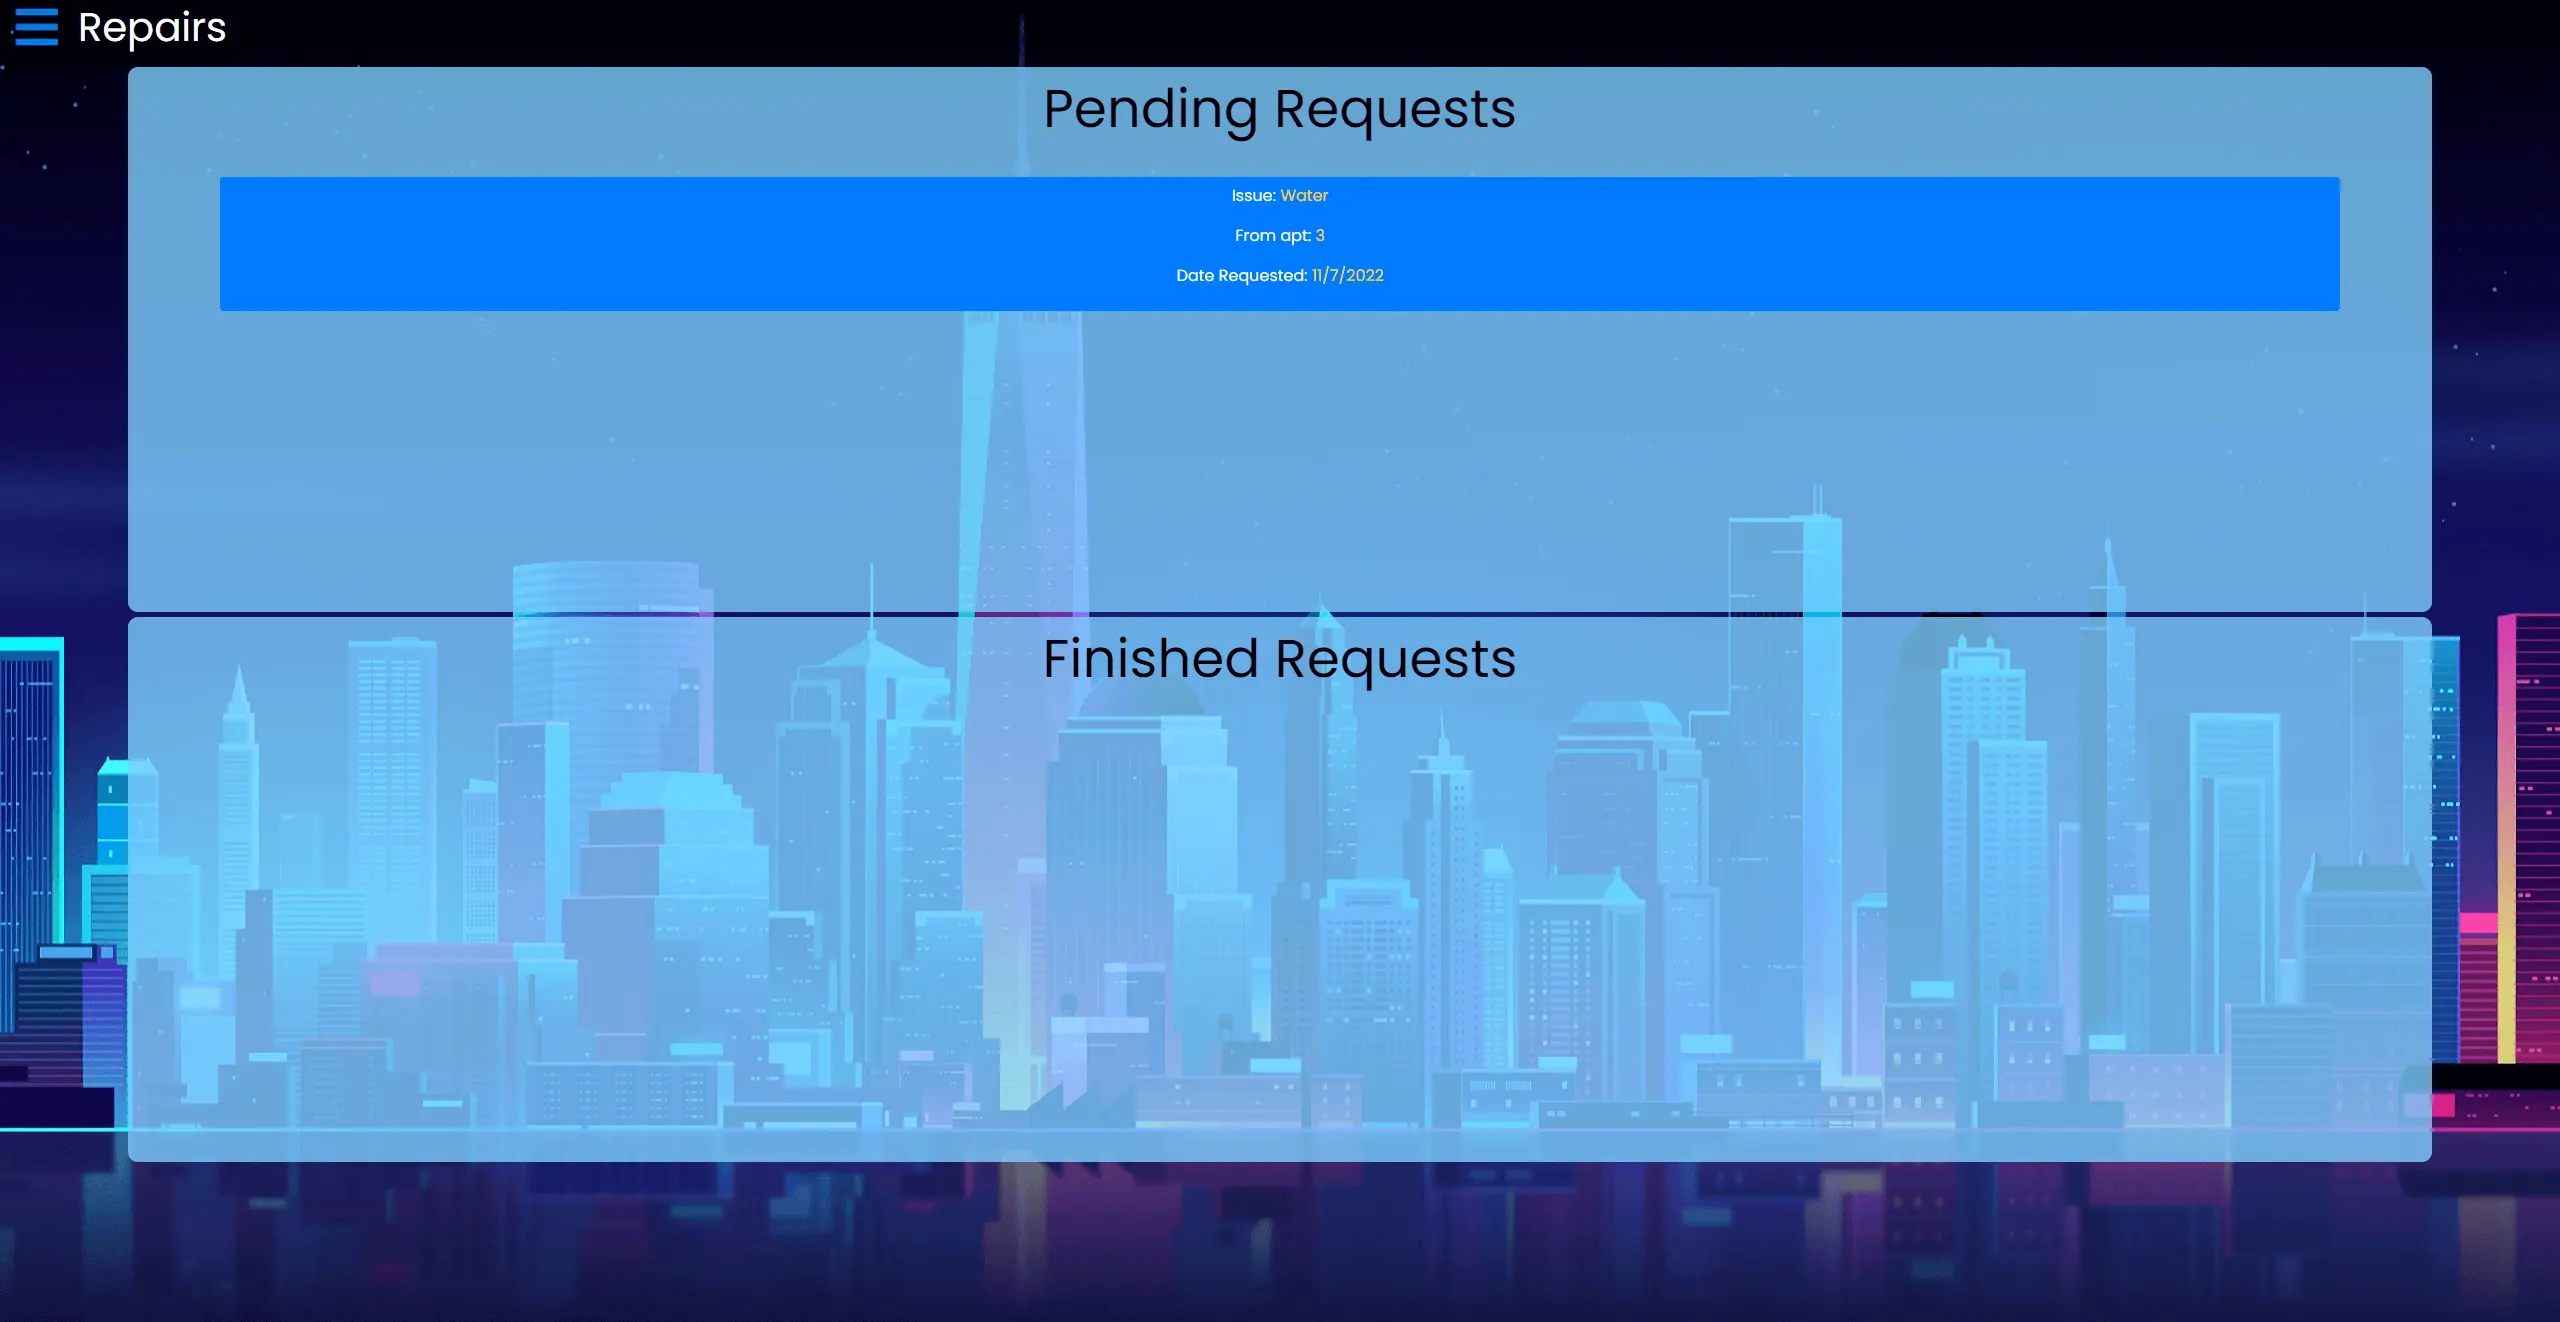 Repairs
Pending Requests
Issue: Water
From apt: 3
Date Requested: 11/7/2022
Finished Requests